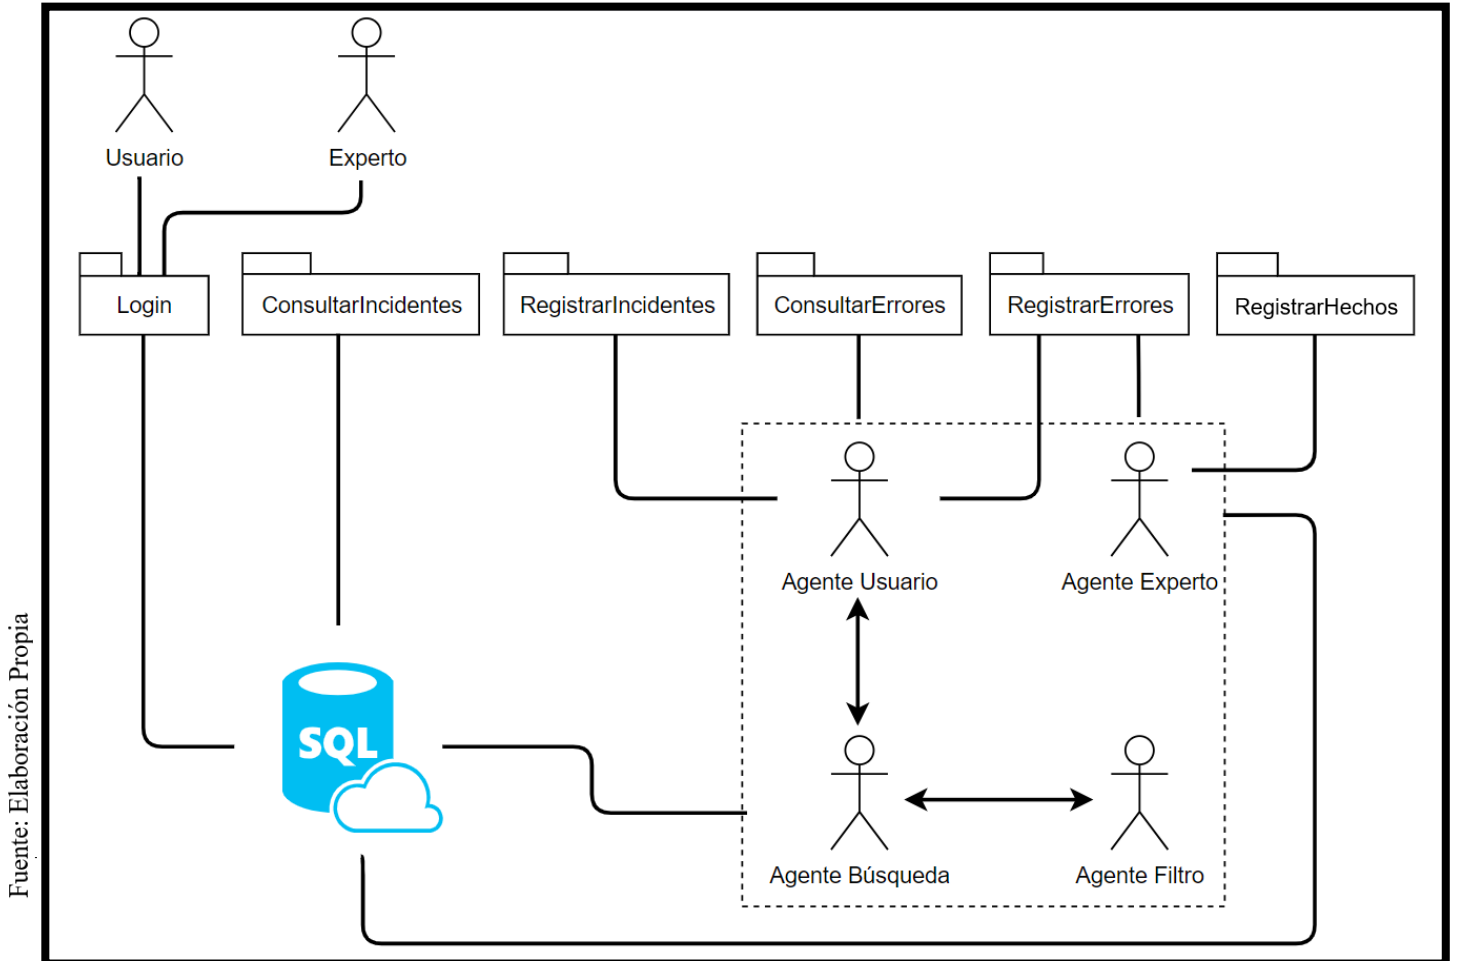 Usuario
Experto
Login
ConsultarIncidentes
RegistrarIncidentes
ConsultarErrores
RegistrarErrores
RegistrarHechos
Agente Usuario
Agente Experto
SQL
Agente Búsqueda
Agente Filtro
Fuente: Elaboración Propia